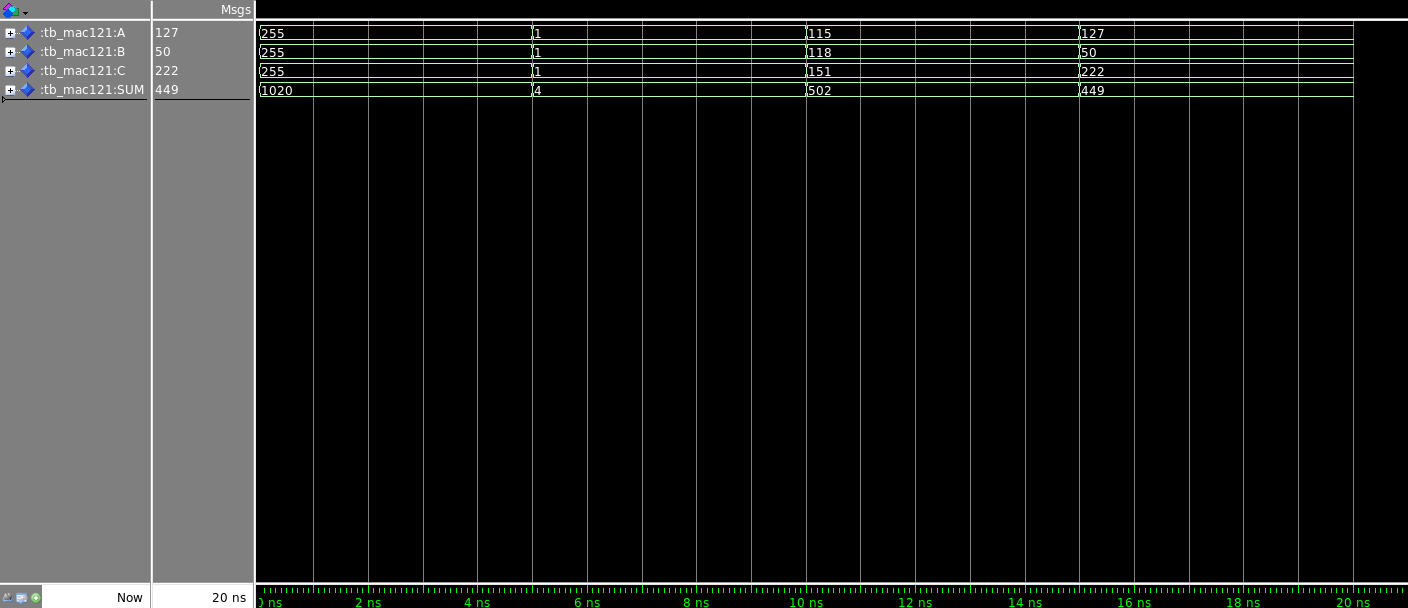 Msgs
:tb_mac121:A 127 255 1 115 127
:tb_mac121:B 50 255 1 118 50
:tb_mac121:C 222 255 1 151 222
:tb_mac121:SUM 449 1020 4 502 449
Now 20 ns 0 ns 2 ns 4 ns 6 ns 8 ns 10 ns 12 ns 14 ns 16 ns 18 ns 20 ns